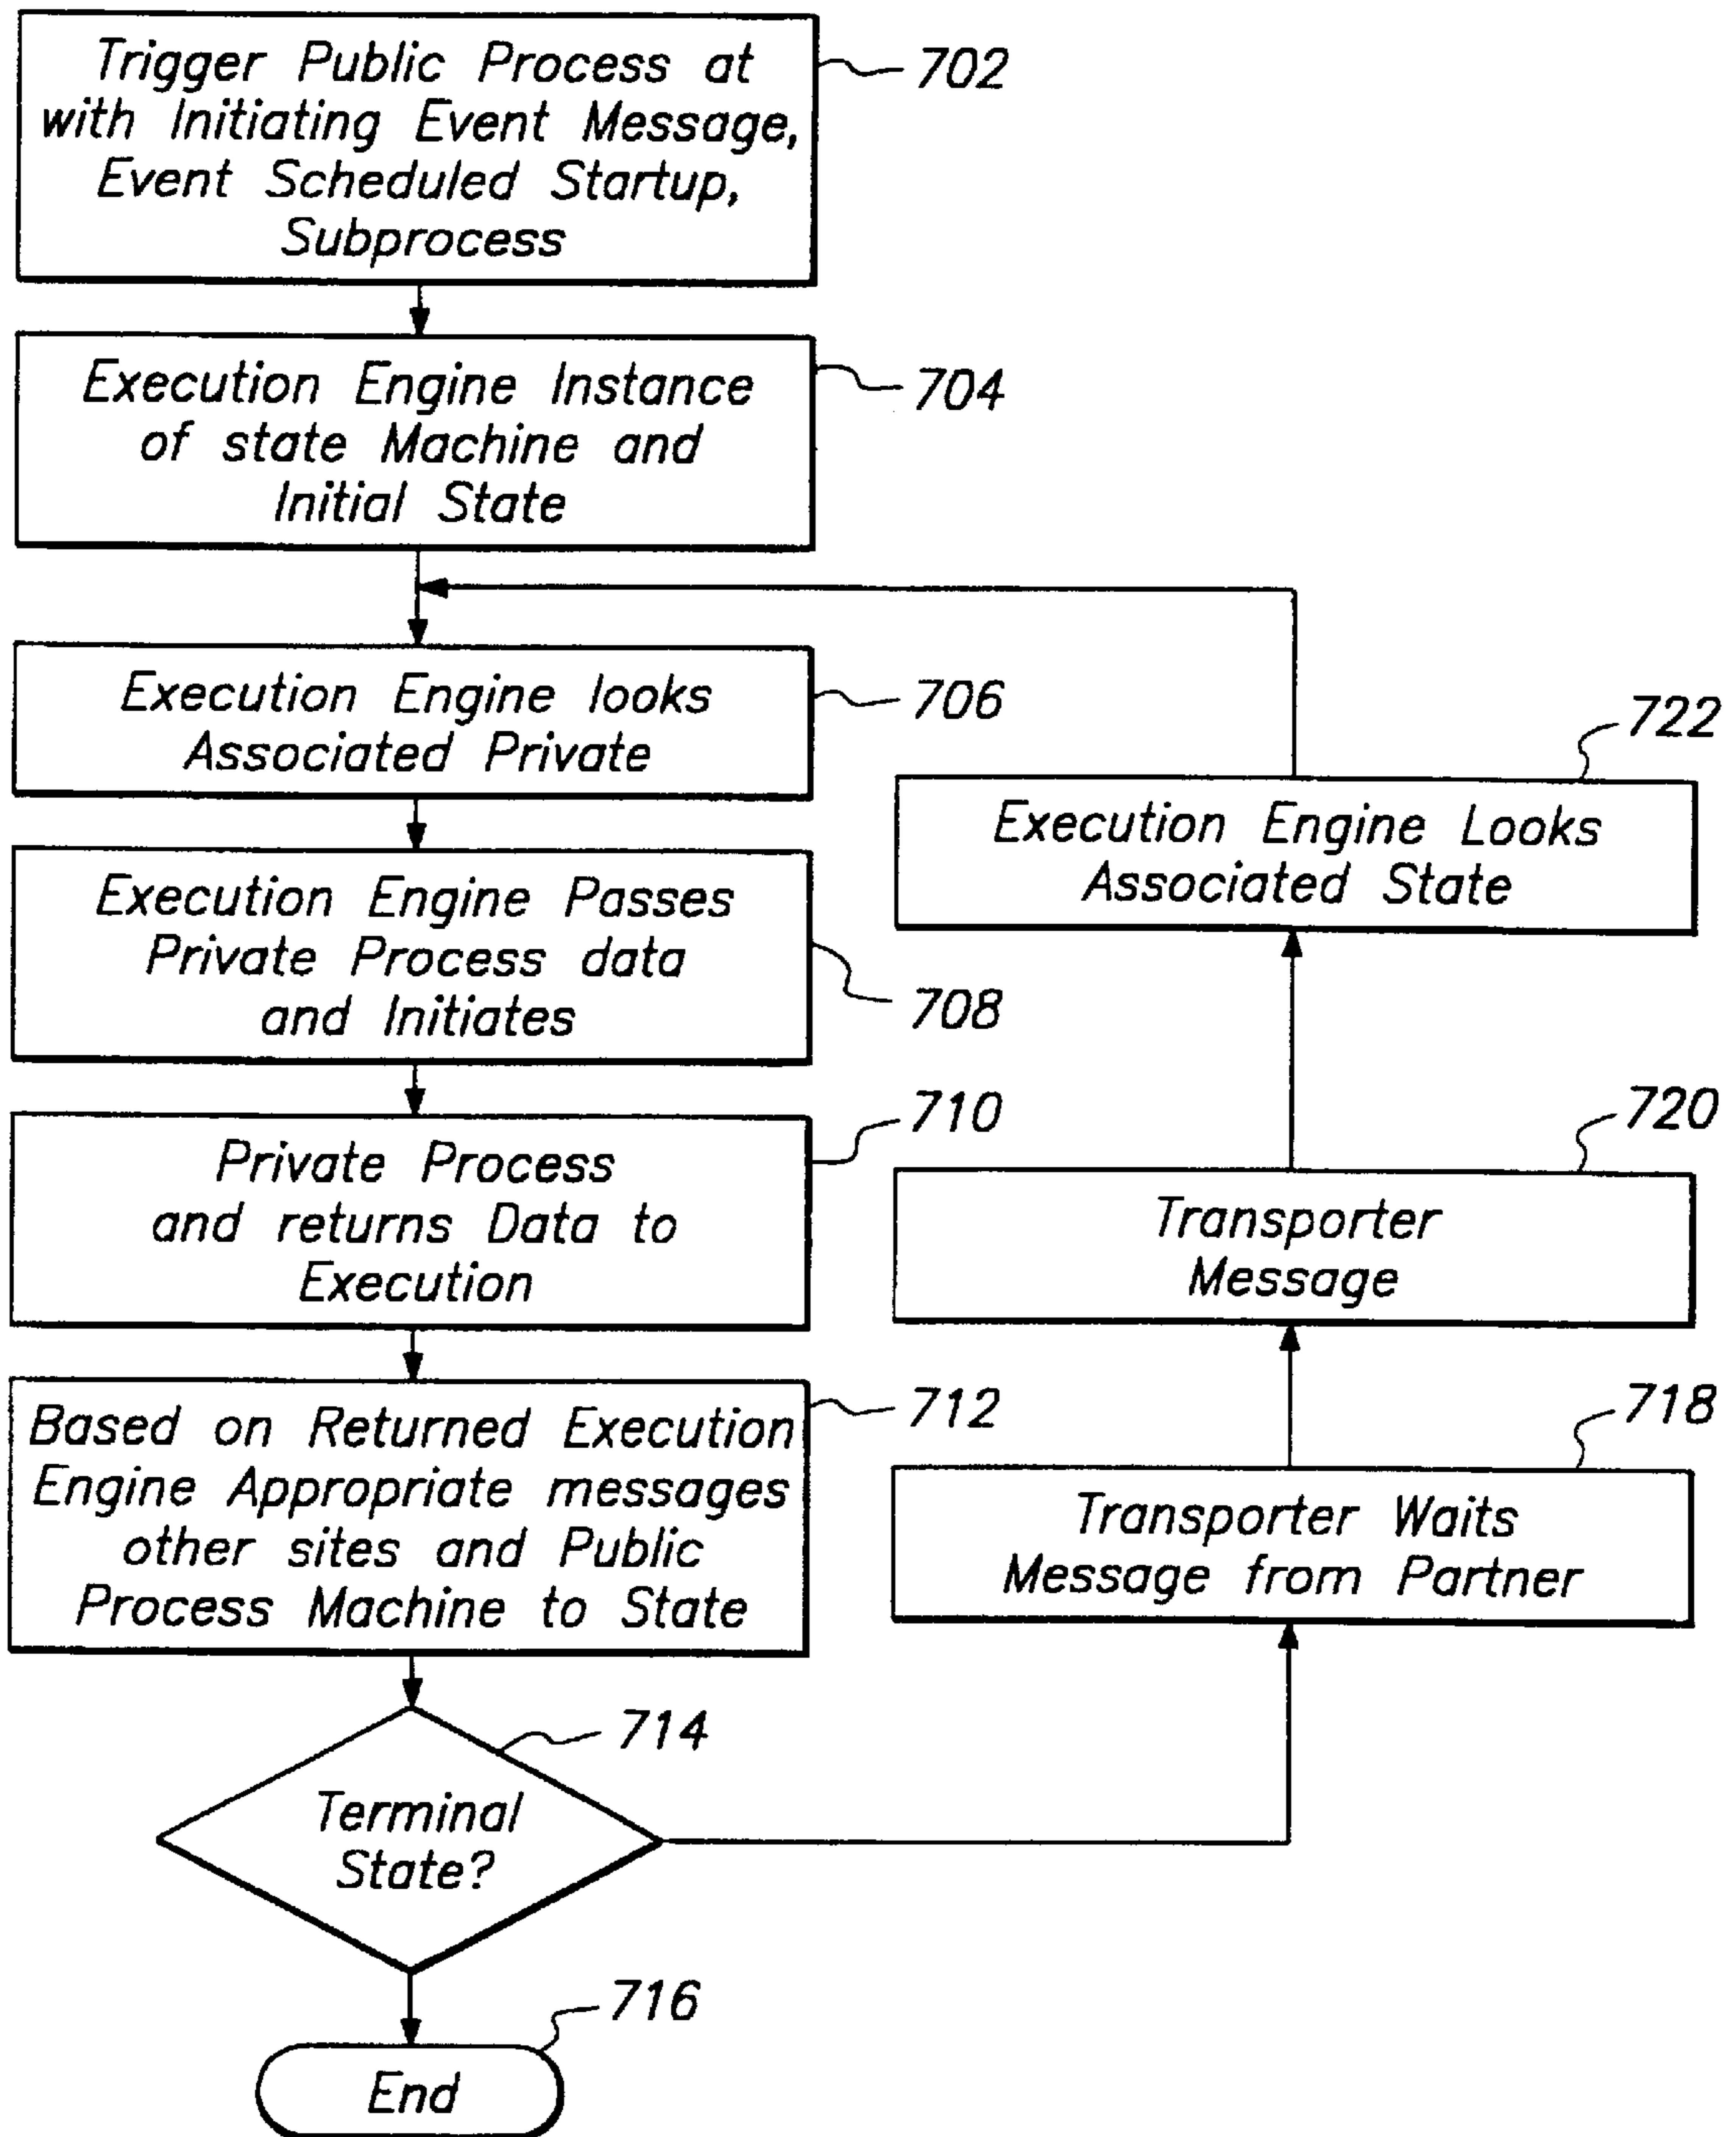 Trigger Public Process at
with Initiating Event Message,
Event Scheduled Startup,
Subprocess
702
Execution Engine Instance
of state Machine and
Initial State
704
Execution Engine looks
Associated Private
706
Execution Engine Passes
Private Process data
and Initiates
708
Private Process
and returns Data to
Execution
710
Based on Returned Execution
Engine Appropriate messages
other sites and Public
Process Machine to State
712
Terminal
State?
714
End
716
Transporter Waits
Message from Partner
718
Transporter
Message
720
Execution Engine Looks
Associated State
722